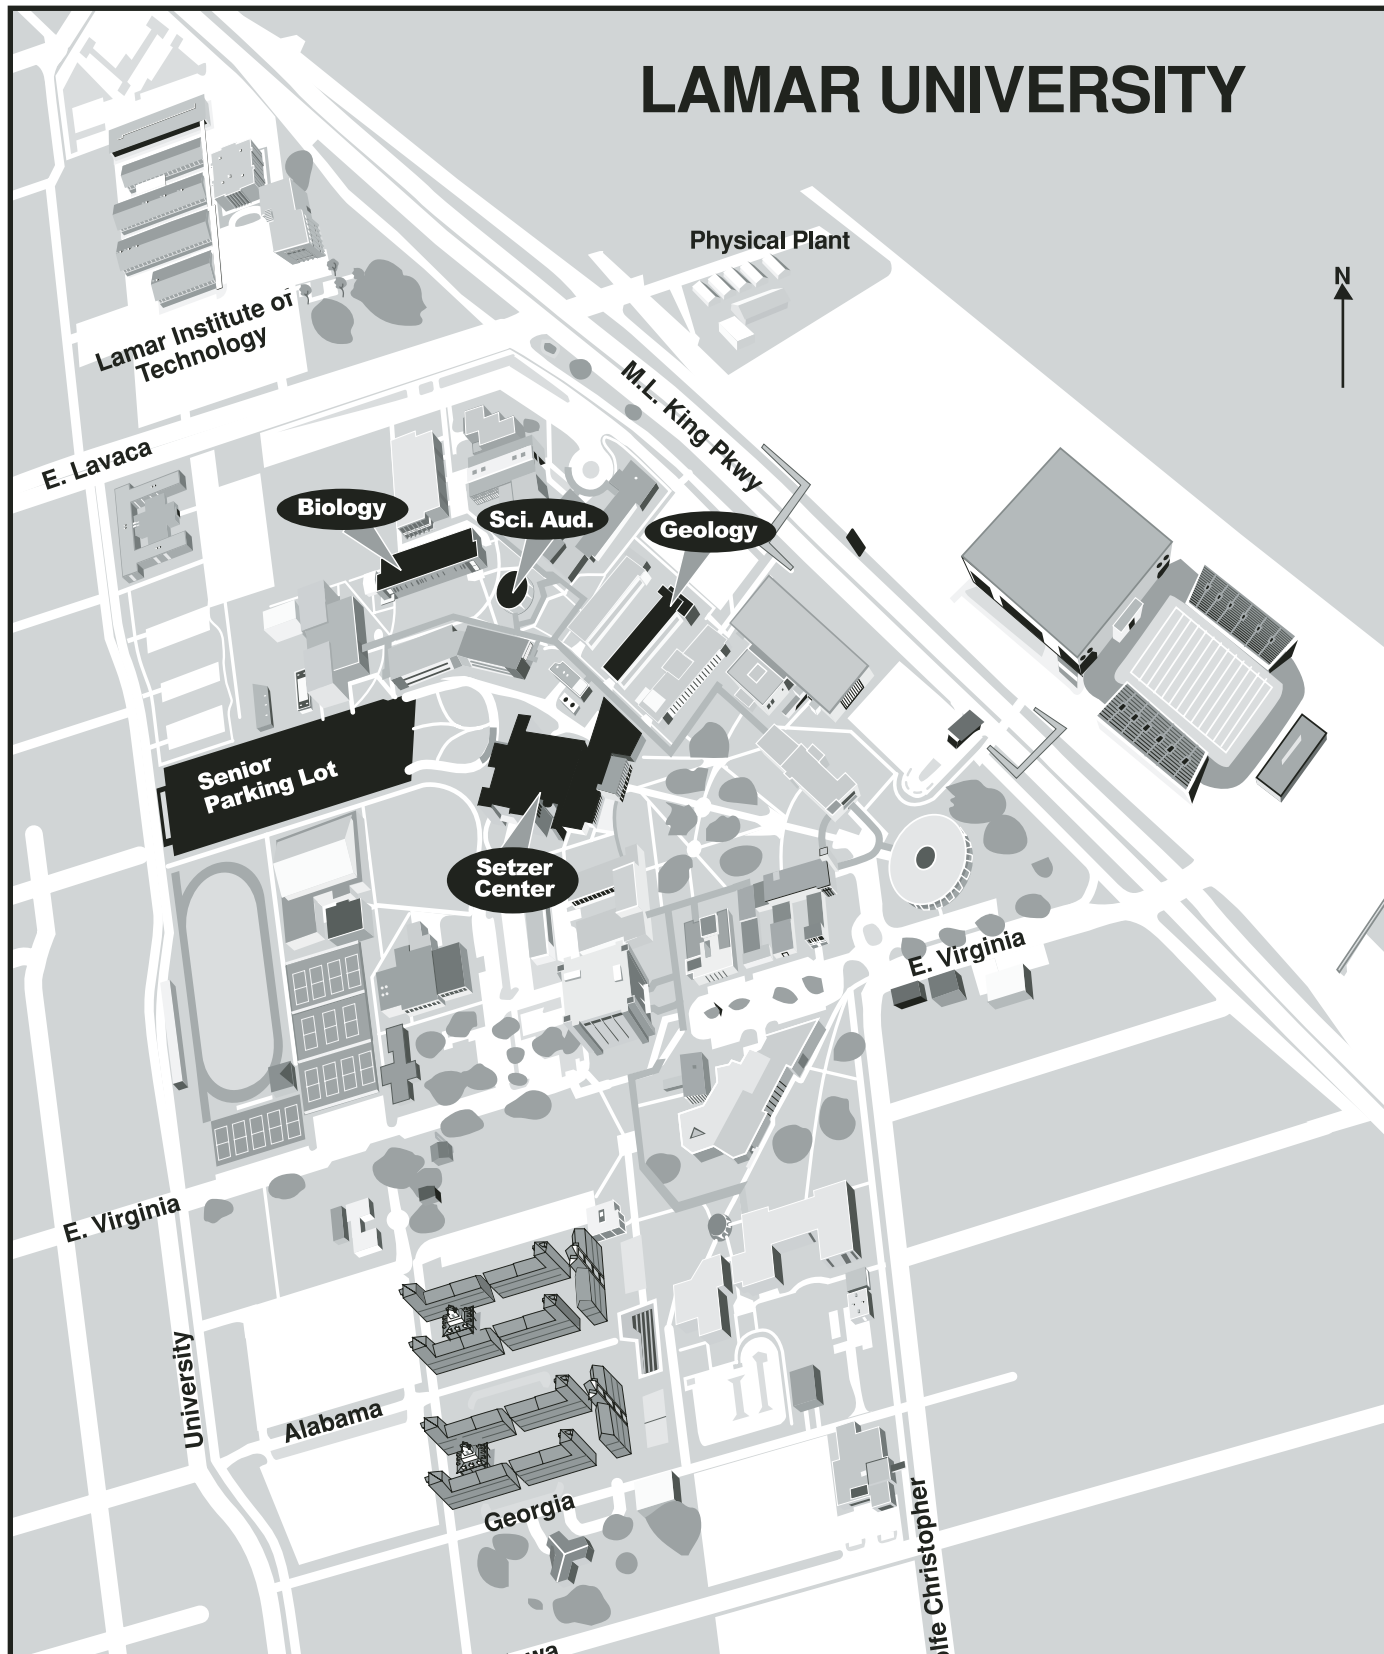 LAMAR UNIVERSITY
Physical Plant
N
Lamar Institute of
Technology
M.L. King Pkwy
E. Lavaca
Biology
Sci. Aud.
Geology
Senior
Parking Lot
Setzer
Center
E. Virginia
E. Virginia
University
Alabama
Georgia